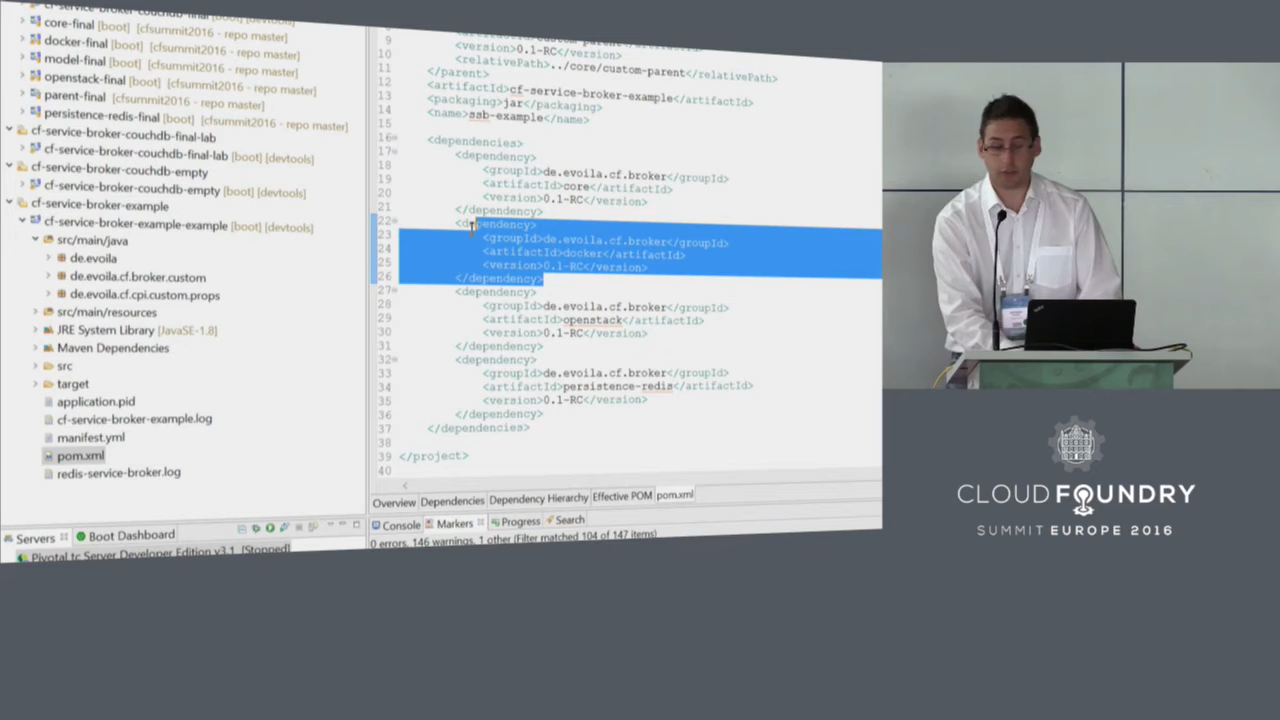 core-final [boot] (cfsummit2016 - repo master)
docker-final [boot] (cfsummit2016 - repo master)
model-final [boot] (cfsummit2016 - repo master)
openstack-final [boot] (cfsummit2016 - repo master)
parent-final [cfsummit2016 - repo master]
persistence-redis-final [boot] [cfsummit2016 - repo master]
cf-service-broker-couchdb-final-lab
cf-service-broker-couchdb-final-lab [boot] [devtools]
cf-service-broker-couchdb-empty
cf-service-broker-couchdb-empty [boot] [devtools]
cf-service-broker-example
cf-service-broker-example-example [boot] [devtools]
src/main/java
de.evoila
de.evoila.cf.broker.custom
de.evoila.cf.cpi.custom.props
src/main/resources
JRE System Library [JavaSE-1.8]
Maven Dependencies
src
target
application.pid
cf-service-broker-example.log
manifest.yml
pom.xml
redis-service-broker.log
Servers
Boot Dashboard
Pivotal tc Server Developer Edition v3.1 [Stopped]
9
10 <version>0.1-RC</version>
11 <relativePath>../core/custom-parent</relativePath>
12 </parent>
13 <artifactId>cf-service-broker-example</artifactId>
14 <packaging>jar</packaging>
15 <name>ssb-example</name>
16 <dependencies>
17 <dependency>
18 <groupId>de.evoila.cf.broker</groupId>
19 <artifactId>core</artifactId>
20 <version>0.1-RC</version>
21 </dependency>
22 <dependency>
23 <groupId>de.evoila.cf.broker</groupId>
24 <artifactId>docker</artifactId>
25 <version>0.1-RC</version>
26 </dependency>
27 <dependency>
28 <groupId>de.evoila.cf.broker</groupId>
29 <artifactId>openstack</artifactId>
30 <version>0.1-RC</version>
31 </dependency>
32 <dependency>
33 <groupId>de.evoila.cf.broker</groupId>
34 <artifactId>persistence-redis</artifactId>
35 <version>0.1-RC</version>
36 </dependency>
37 </dependencies>
38
39 </project>
40
Overview Dependencies Dependency Hierarchy Effective POM pom.xml
Console Markers Progress Search
0 errors, 146 warnings, 1 other (Filter matched 104 of 147 items)
CLOUD FOUNDRY
SUMMIT EUROPE 2016